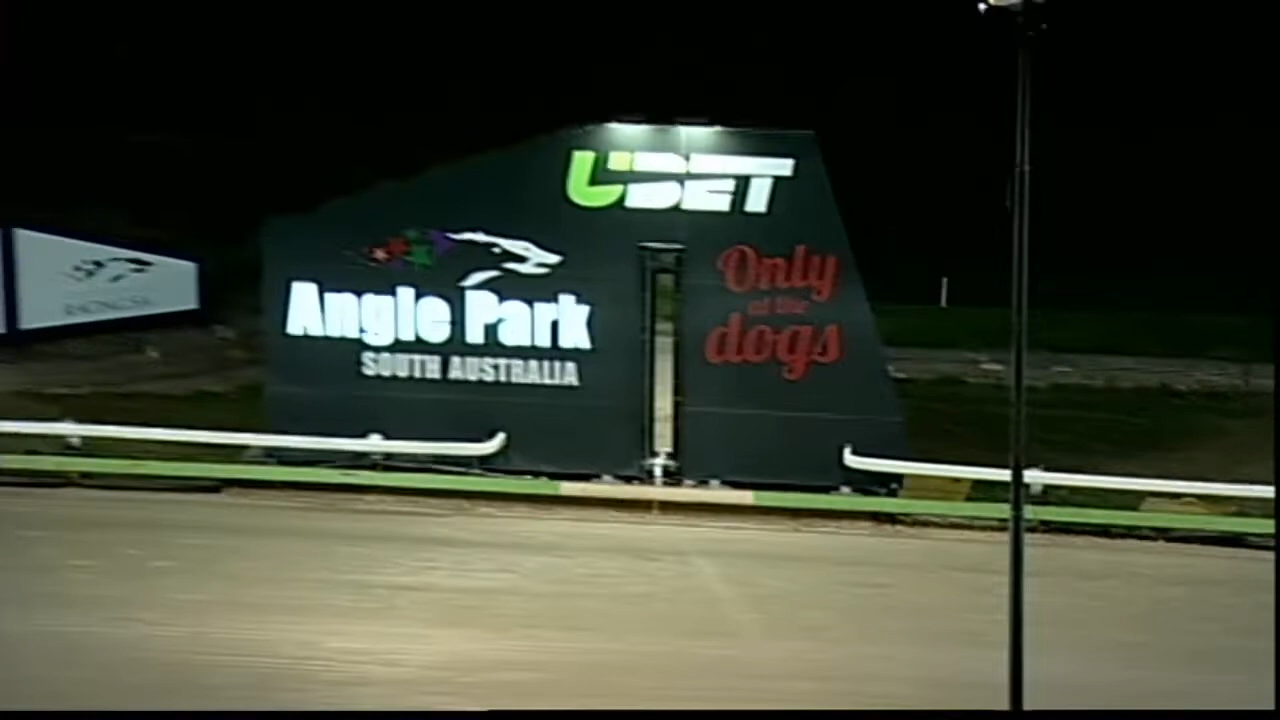 UBET
Angle Park
SOUTH AUSTRALIA
Only
at the
dogs